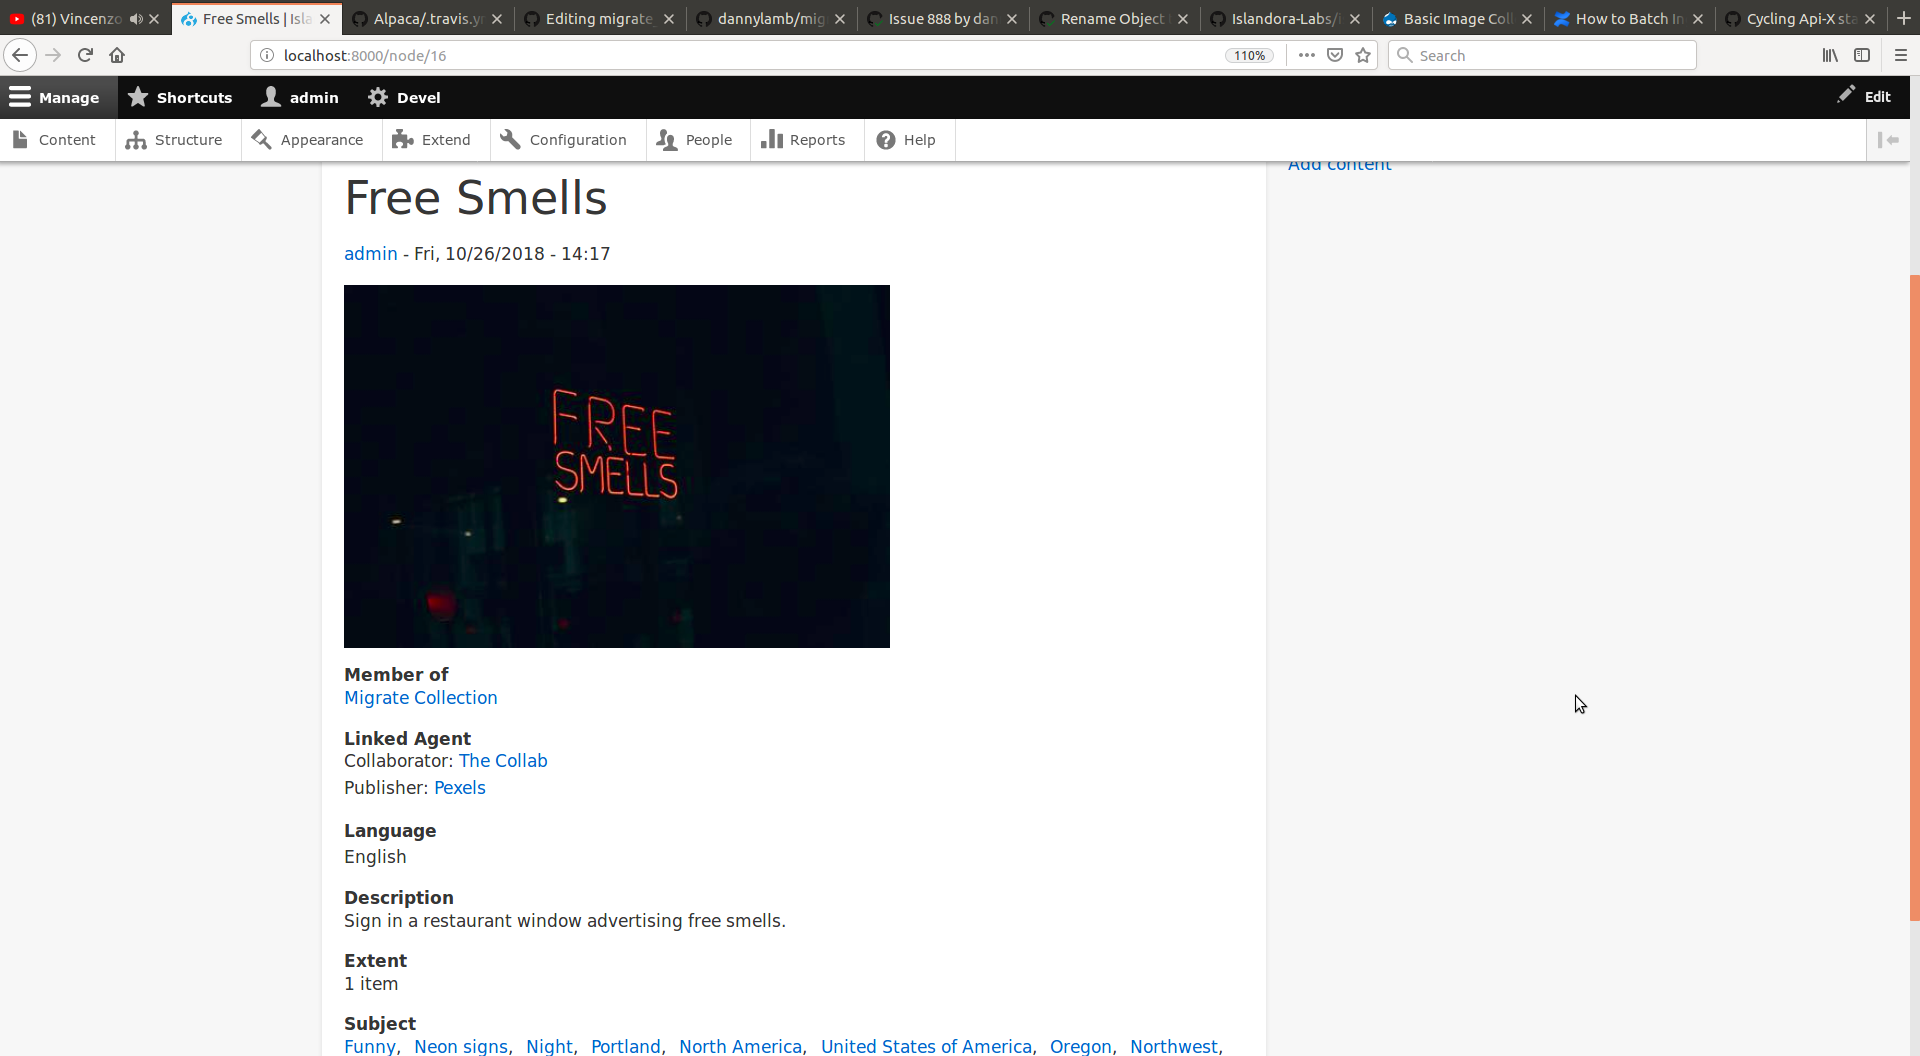 (81) Vincenzo
Free Smells | Isla
Alpaca/.travis.y
Editing migrate_
dannylamb/mig
Issue 888 by dan
Rename Object
Islandora-Labs/i
Basic Image Coll
How to Batch In
Cycling Api-X sta
localhost:8000/node/16
110%
Search
Manage
Shortcuts
admin
Devel
Edit
Content
Structure
Appearance
Extend
Configuration
People
Reports
Help
Add content
Free Smells
admin - Fri, 10/26/2018 - 14:17
FREE
SMELLS
Member of
Migrate Collection
Linked Agent
Collaborator: The Collab
Publisher: Pexels
Language
English
Description
Sign in a restaurant window advertising free smells.
Extent
1 item
Subject
Funny, Neon signs, Night, Portland, North America, United States of America, Oregon, Northwest,